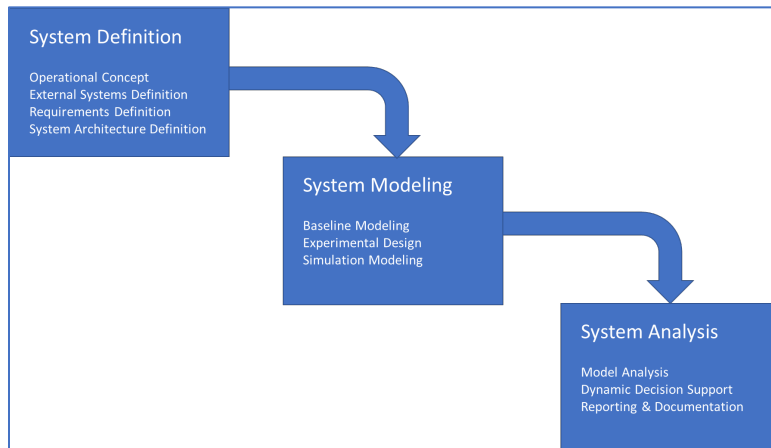 System Definition
Operational Concept
External Systems Definition
Requirements Definition
System Architecture Definition
System Modeling
Baseline Modeling
Experimental Design
Simulation Modeling
System Analysis
Model Analysis
Dynamic Decision Support
Reporting & Documentation